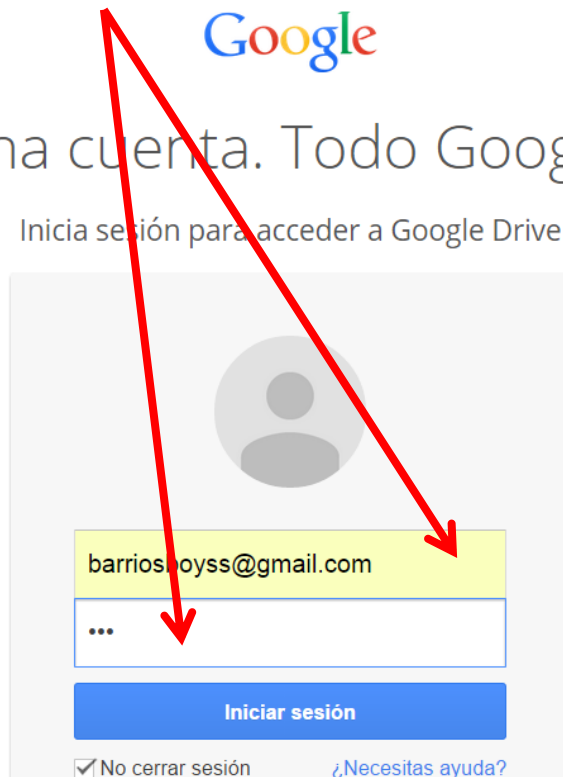 Google
na cuenta. Todo Goog
Inicia sesión para acceder a Google Drive
barriosboyss@gmail.com
•••
Iniciar sesión
No cerrar sesión ¿Necesitas ayuda?